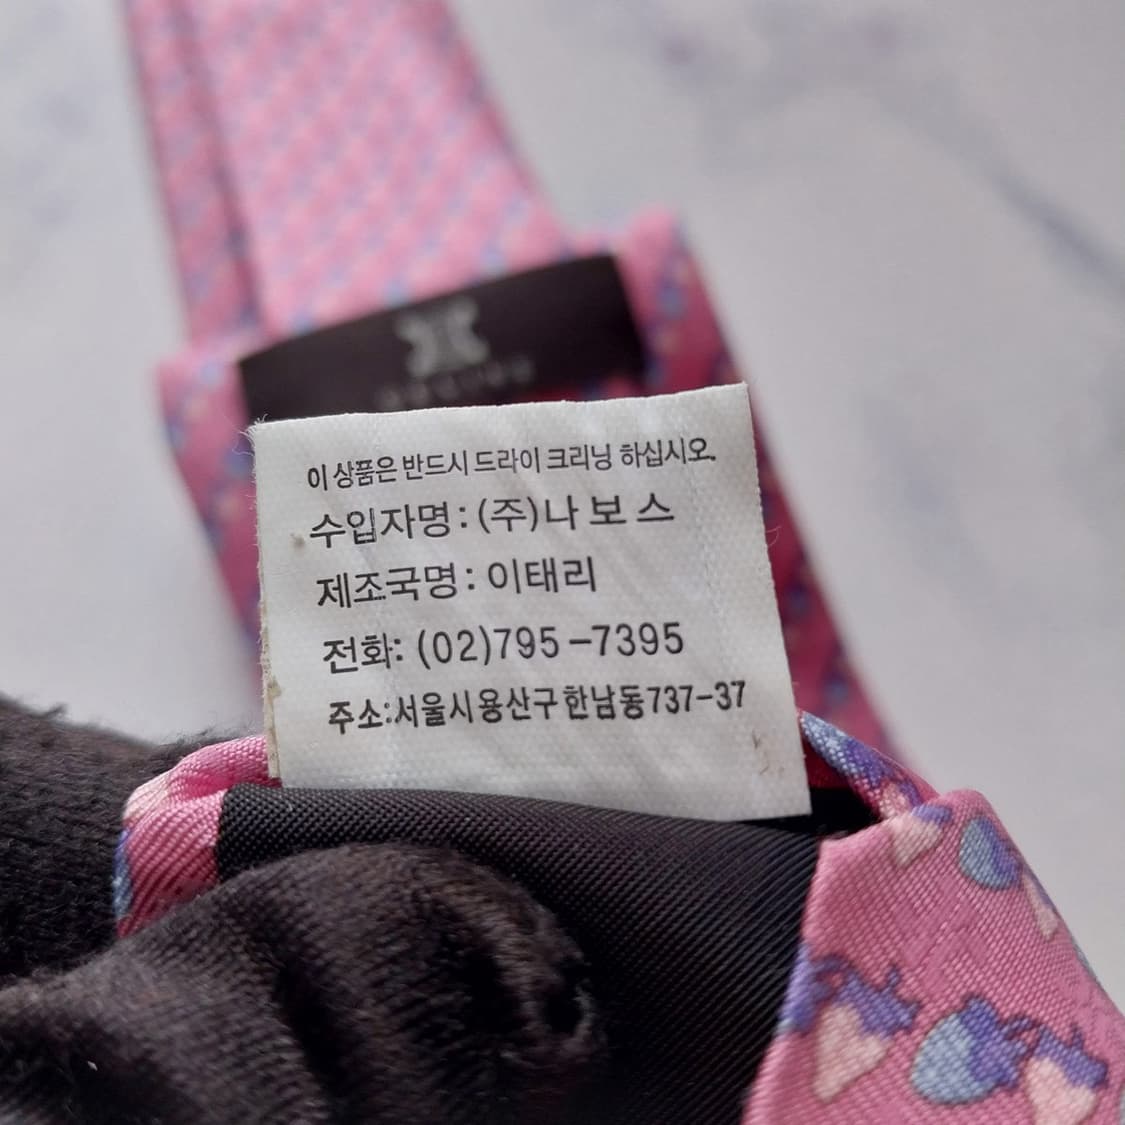 이 상품은 반드시 드라이 크리닝 하십시오.
수입자명 : (주)나 보 스
제조국명 : 이태리
전화: (02)795-7395
주소:서울시용산구한남동737-37